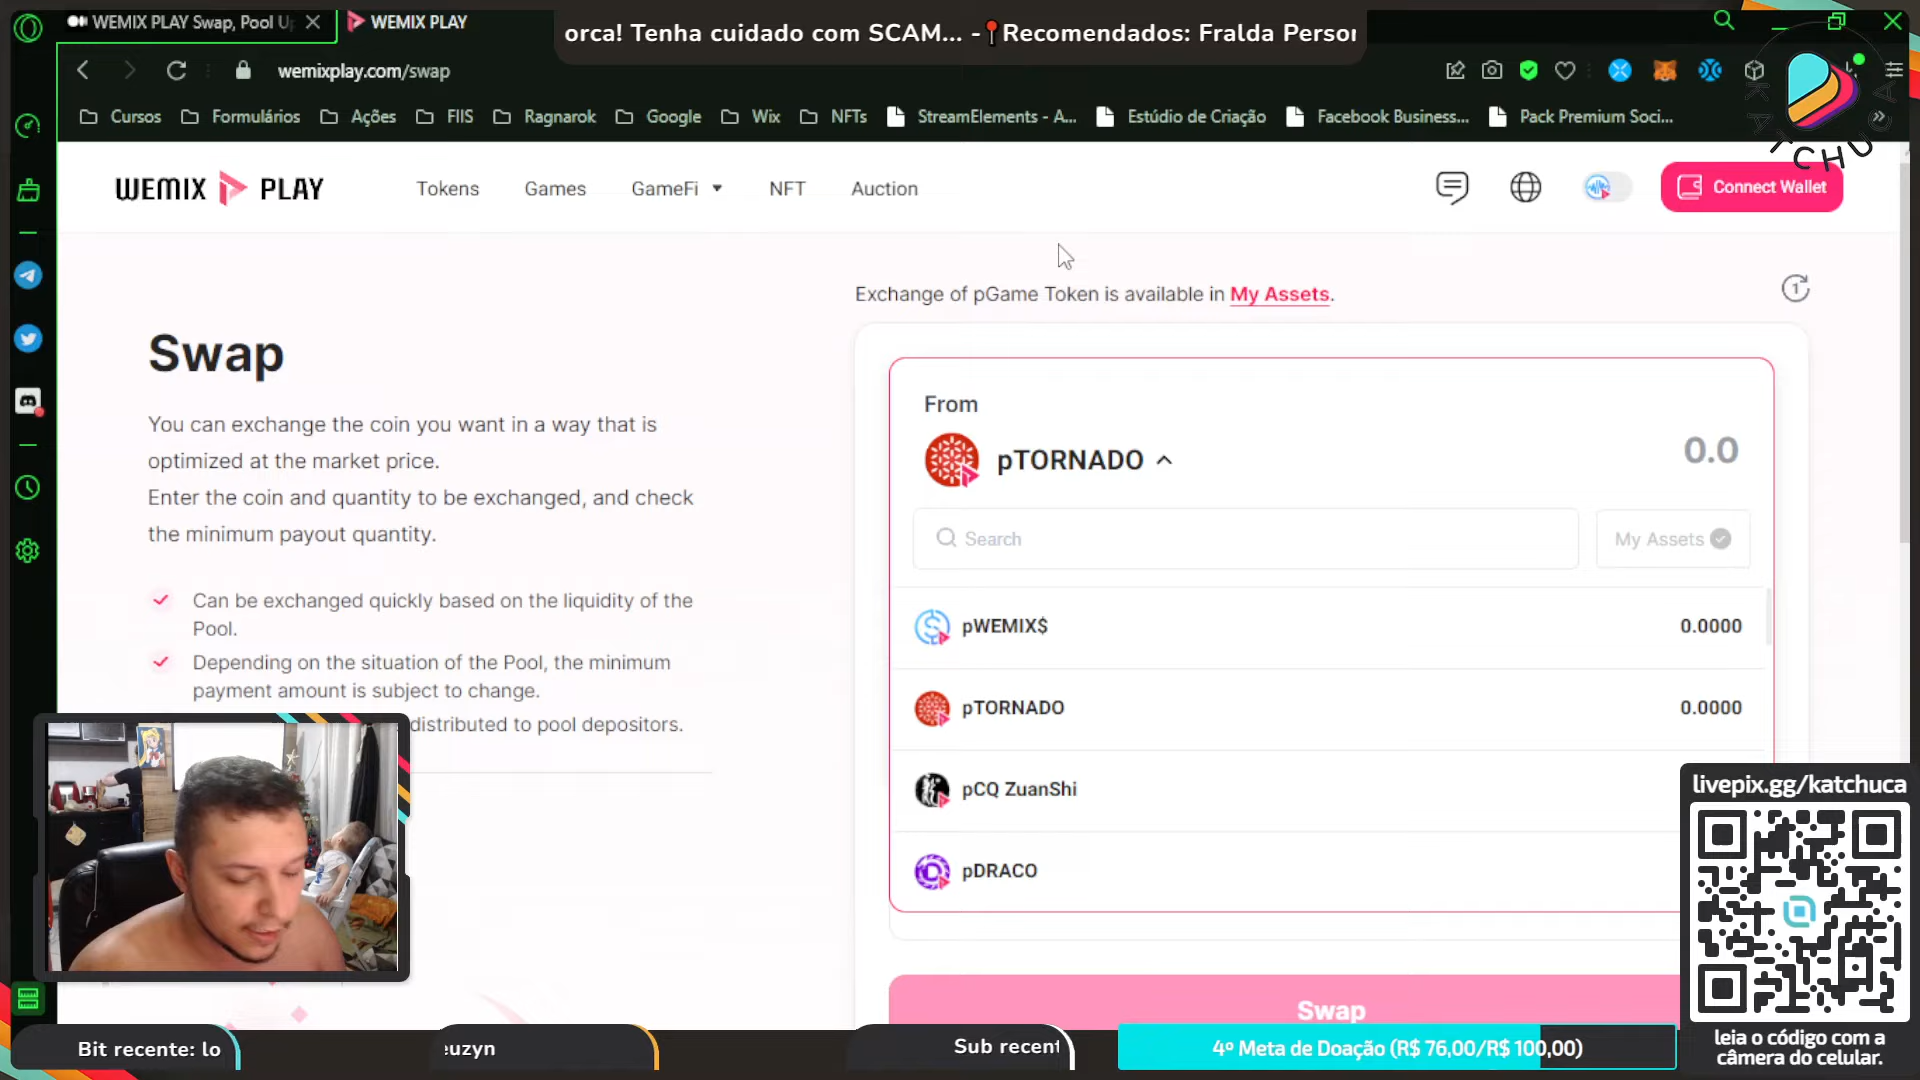 WEMIX PLAY Swap, Pool Up
WEMIX PLAY
orca! Tenha cuidado com SCAM... -📍Recomendados: Fralda Persor
wemixplay.com/swap
Cursos
Formulários
Ações
FIIS
Ragnarok
Google
Wix
NFTs
StreamElements - A...
Estúdio de Criação
Facebook Business...
Pack Premium Soci...
KATCHUCA
WEMIX PLAY
Tokens
Games
GameFi
NFT
Auction
Connect Wallet
Exchange of pGame Token is available in My Assets.
1
Swap
You can exchange the coin you want in a way that is
optimized at the market price.
Enter the coin and quantity to be exchanged, and check
the minimum payout quantity.
Can be exchanged quickly based on the liquidity of the
Pool.
Depending on the situation of the Pool, the minimum
payment amount is subject to change.
distributed to pool depositors.
From
pTORNADO
0.0
Search
My Assets
pWEMIX$
0.0000
pTORNADO
0.0000
pCQ ZuanShi
pDRACO
Swap
livepix.gg/katchuca
leia o código com a
câmera do celular.
Bit recente: lo
euzyn
Sub recent
4º Meta de Doação (R$ 76,00/R$ 100,00)